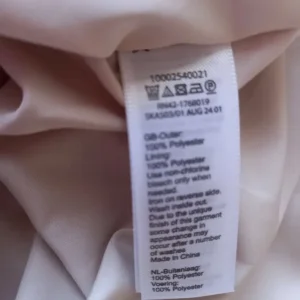 10002540021
RN42-1768019
SKAS03/01 AUG 24 01
GB-Outer:
100% Polyester
Lining:
100% Polyester
Use non-chlorine
bleach only when
needed.
Iron on reverse side.
Wash inside out.
Due to the unique
finish of this garment
some change in
appearance may
occur after a number
of washes
Made in China
NL-Buitenlaag:
100% Polyester
Voering:
100% Polyester